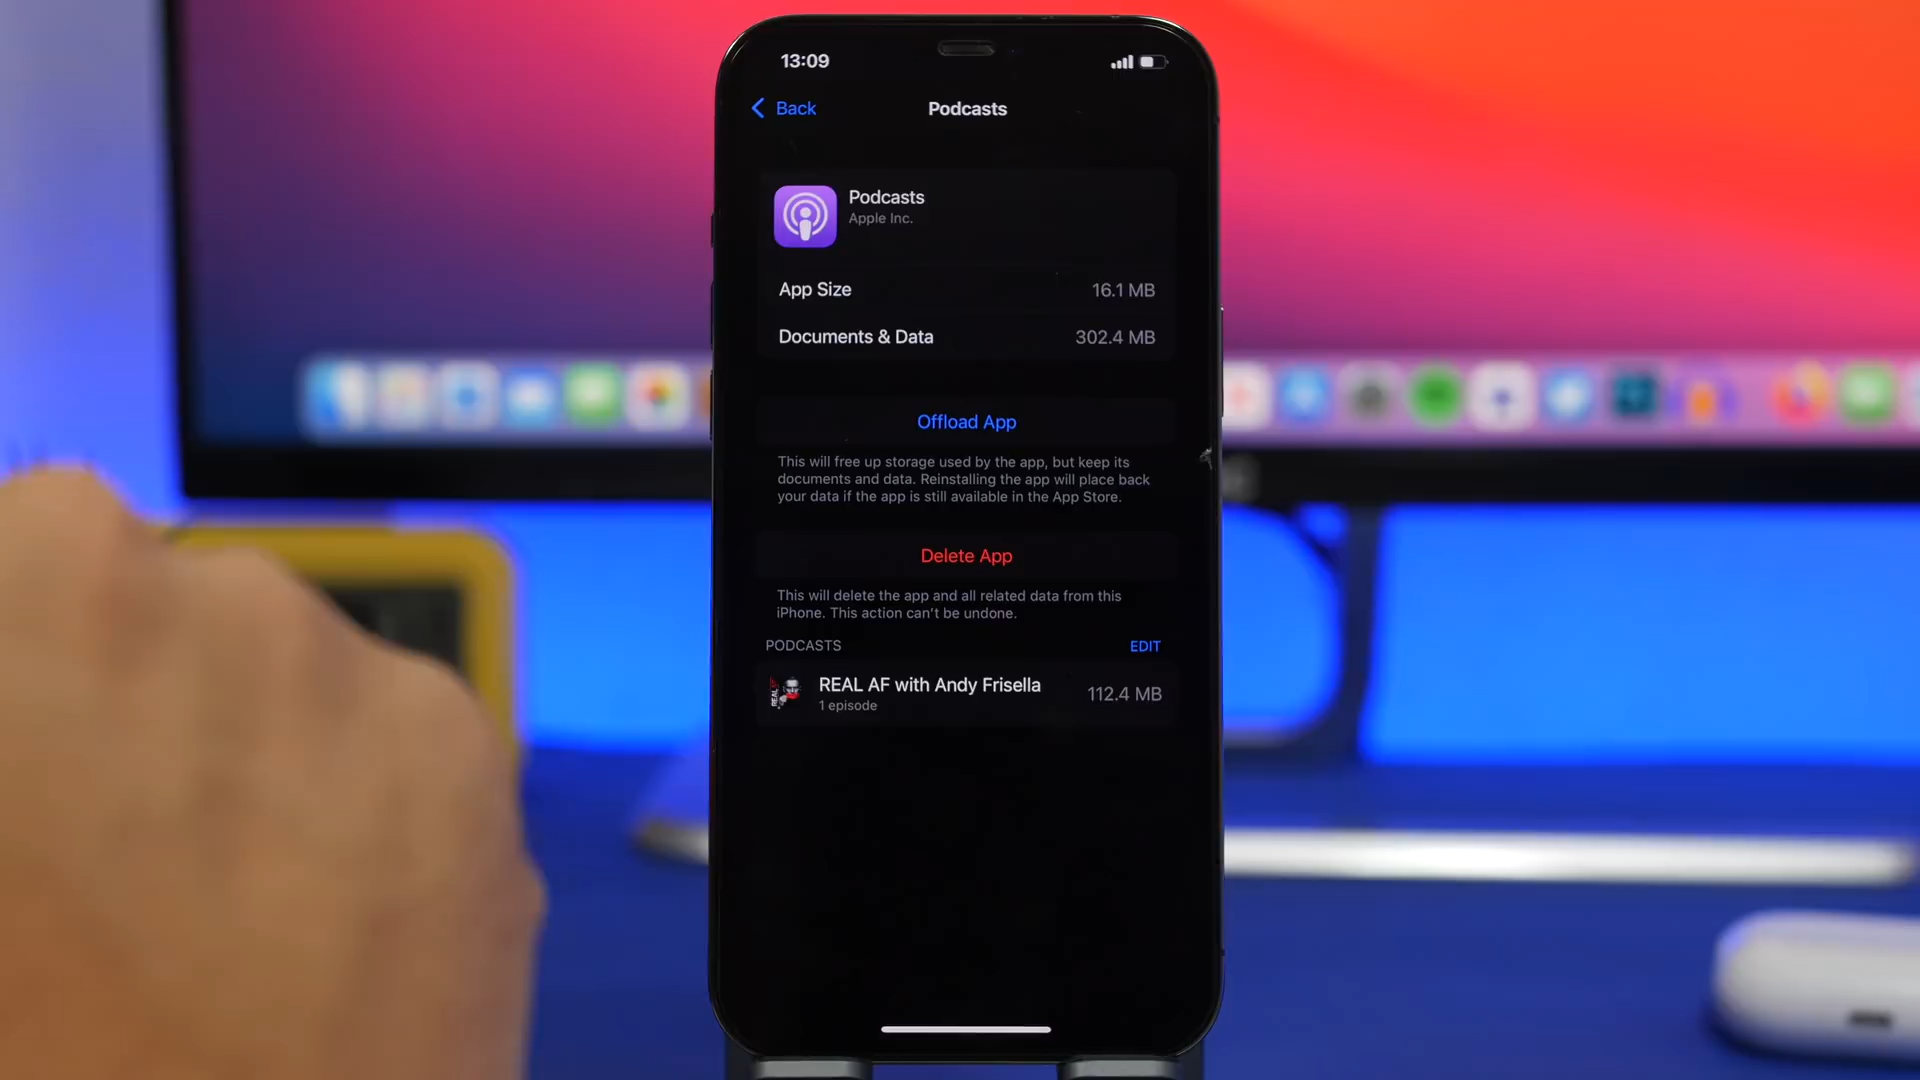 13:09
Back
Podcasts
Podcasts
Apple Inc.
App Size
16.1 MB
Documents & Data
302.4 MB
Offload App
This will free up storage used by the app, but keep its
documents and data. Reinstalling the app will place back
your data if the app is still available in the App Store.
Delete App
This will delete the app and all related data from this
iPhone. This action can't be undone.
PODCASTS
EDIT
REAL AF with Andy Frisella
1 episode
112.4 MB